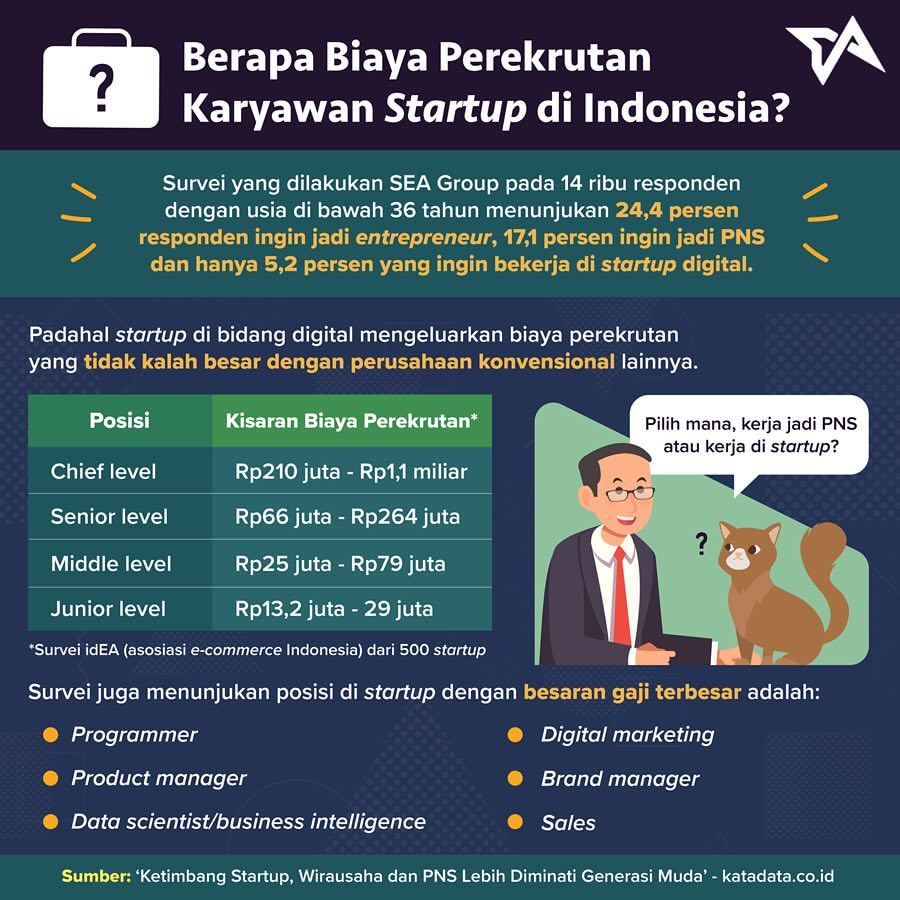 ?
Berapa Biaya Perekrutan
Karyawan Startup di Indonesia?
TA
Survei yang dilakukan SEA Group pada 14 ribu responden
dengan usia di bawah 36 tahun menunjukan 24,4 persen
responden ingin jadi entrepreneur, 17,1 persen ingin jadi PNS
dan hanya 5,2 persen yang ingin bekerja di startup digital.
Padahal startup di bidang digital mengeluarkan biaya perekrutan
yang tidak kalah besar dengan perusahaan konvensional lainnya.
Posisi Kisaran Biaya Perekrutan*
Chief level Rp210 juta - Rp1,1 miliar
Senior level Rp66 juta - Rp264 juta
Middle level Rp25 juta - Rp79 juta
Junior level Rp13,2 juta - 29 juta
*Survei idEA (asosiasi e-commerce Indonesia) dari 500 startup
Pilih mana, kerja jadi PNS
atau kerja di startup?
?
Survei juga menunjukan posisi di startup dengan besaran gaji terbesar adalah:
Programmer
Product manager
Data scientist/business intelligence
Digital marketing
Brand manager
Sales
Sumber: ‘Ketimbang Startup, Wirausaha dan PNS Lebih Diminati Generasi Muda’ - katadata.co.id